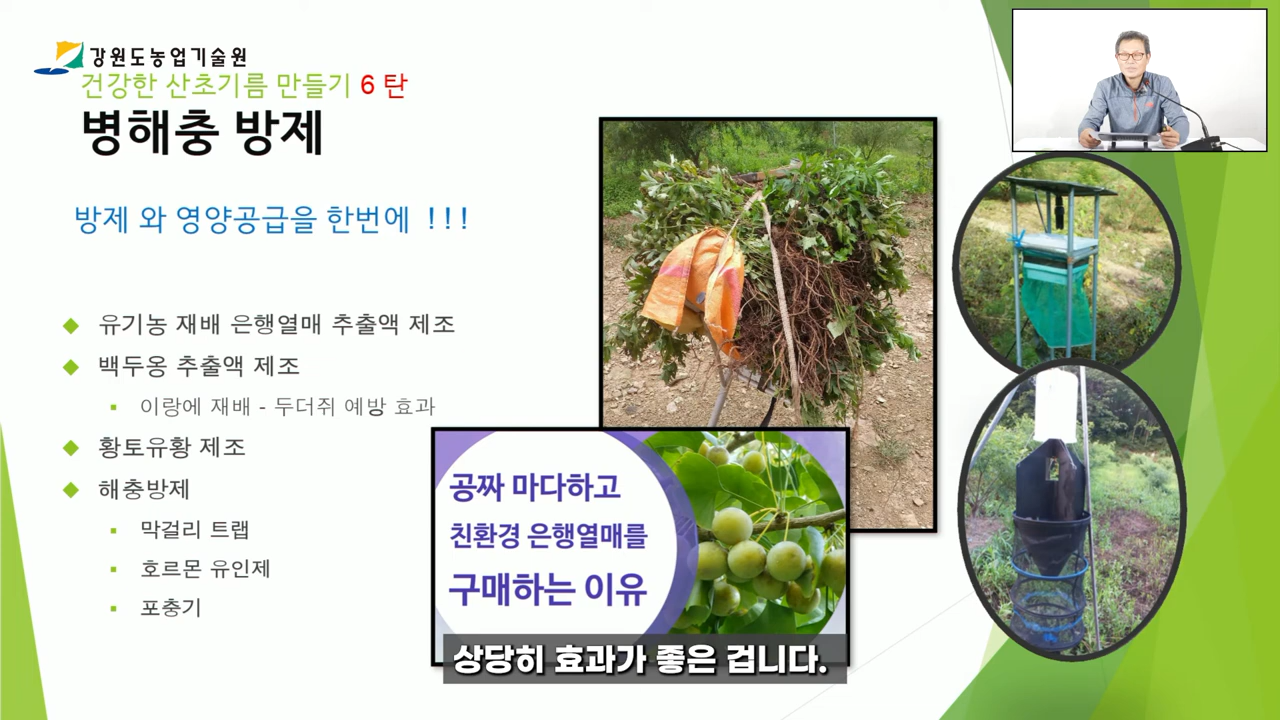 강원도농업기술원
건강한 산초기름 만들기 6 탄
병해충 방제
방제 와 영양공급을 한번에 !!!
유기농 재배 은행열매 추출액 제조
백두옹 추출액 제조
이랑에 재배 - 두더쥐 예방 효과
황토유황 제조
해충방제
막걸리 트랩
호르몬 유인제
포충기
공짜 마다하고
친환경 은행열매를
구매하는 이유
상당히 효과가 좋은 겁니다.